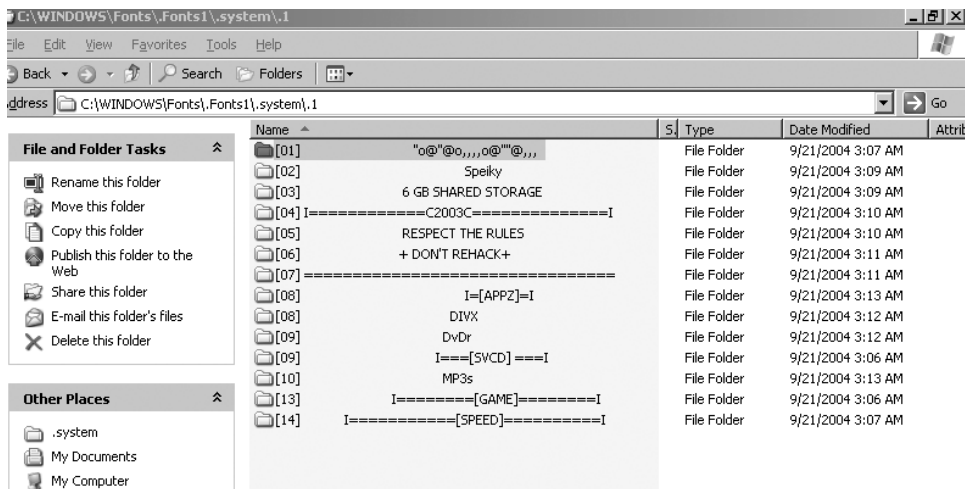 C:\WINDOWS\Fonts\.Fonts1\.system\.1
File Edit View Favorites Tools Help
Back Search Folders
Address C:\WINDOWS\Fonts\.Fonts1\.system\.1 Go
File and Folder Tasks
Rename this folder
Move this folder
Copy this folder
Publish this folder to the
Web
Share this folder
E-mail this folder's files
Delete this folder
Other Places
.system
My Documents
My Computer
Name S. Type Date Modified Attrib
[01] "o@"@o,,,,o@""@,,, File Folder 9/21/2004 3:07 AM
[02] Speiky File Folder 9/21/2004 3:09 AM
[03] 6 GB SHARED STORAGE File Folder 9/21/2004 3:09 AM
[04] I============C2003C==============I File Folder 9/21/2004 3:10 AM
[05] RESPECT THE RULES File Folder 9/21/2004 3:10 AM
[06] + DON'T REHACK+ File Folder 9/21/2004 3:11 AM
[07] ================================ File Folder 9/21/2004 3:11 AM
[08] I=[APPZ]=I File Folder 9/21/2004 3:13 AM
[08] DIVX File Folder 9/21/2004 3:12 AM
[09] DvDr File Folder 9/21/2004 3:12 AM
[09] I===[SVCD] ===I File Folder 9/21/2004 3:06 AM
[10] MP3s File Folder 9/21/2004 3:13 AM
[13] I========[GAME]========I File Folder 9/21/2004 3:06 AM
[14] I===========[SPEED]==========I File Folder 9/21/2004 3:07 AM